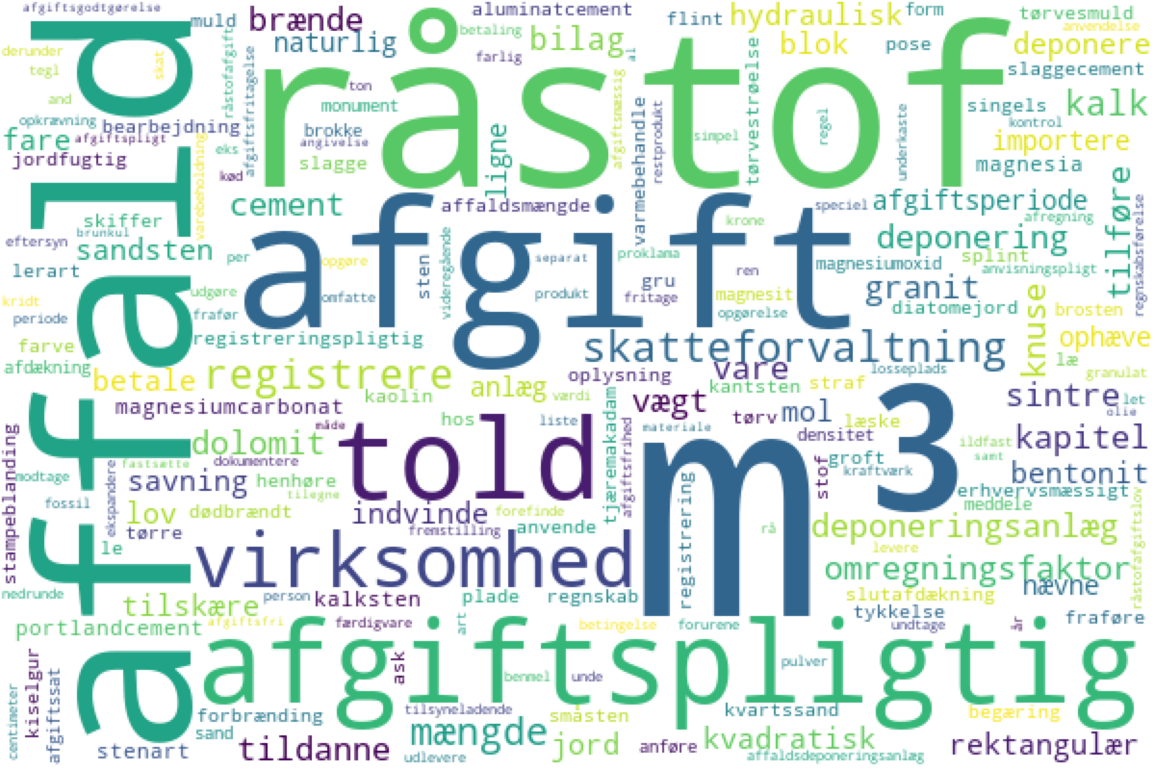 afgiftsgodtgørelse
derunder
tegl
muld
skat
råstofafgift
afgiftsfritagelse
brænde
naturlig
aluminatcement
betaling
farlig
bilag
al
flint
hydraulisk
form
blok
pose
tørvesmuld
anvendelse
deponere
slaggecement
and
opkrævning
fare
afgiftspligt
jordfugtig
bearbejdning
eks
kød
ton
monument
brokke
angivelse
slagge
råstof
afgiftsmæssig
restprodukt
simpel
tørvestrøelse
regel
underkaste
singels
kontrol
kalk
importere
magnesia
affald
varebeholdning
skiffer
brunkul
eftersyn
sandsten
lerart
cement
ligne
affaldsmængde
varmebehandle
krone
speciel
afgiftsperiode
afregning
tilføre
regnskabsførelse
afgift
per
opgøre
sten
videregående
separat
proklama
ren
magnesiumoxid
deponering
splint
anvisningspligt
kridt
periode
udgøre
omfatte
produkt
gru
fritage
magnesit
granit
diatomejord
knuse
brosten
frafør
opgørelse
farve
registreringspligtig
skatteforvaltning
ophæve
afdækning
betale
registrere
anlæg
oplysning
værdi
vare
kantsten
losseplads
straf
læ
granulat
magnesiumcarbonat
kaolin
hos
liste
vægt
tørv
mol
læske
sintre
let
olie
måde
told
tjæremakadam
afgiftsfrihed
materiale
m3
densitet
ildfast
samt
kapitel
stampeblanding
modtage
fossil
dolomit
fastsætte
dokumentere
savning
henhøre
tilegne
stof
groft
kraftværk
bentonit
ekspandere
lov
dødbrændt
indvinde
forefinde
fremstilling
anvende
registrering
rå
erhvervsmæssigt
meddele
råstofafgiftslov
tørre
le
virksomhed
deponeringsanlæg
levere
omregningsfaktor
nævne
nedrunde
tilskære
person
kalksten
plade
regnskab
slutafdækning
tykkelse
fraføre
portlandcement
afgiftsfri
færdigvare
art
betingelse
forurene
undtage
år
afgiftspligtig
ask
benmel
unde
pulver
centimeter
kiselgur
afgiftssat
forbrænding
sand
tilsyneladende
småsten
kvartssand
begæring
stenart
tildanne
mængde
udlevere
jord
anføre
kvadratisk
affaldsdeponeringsanlæg
rektangulær